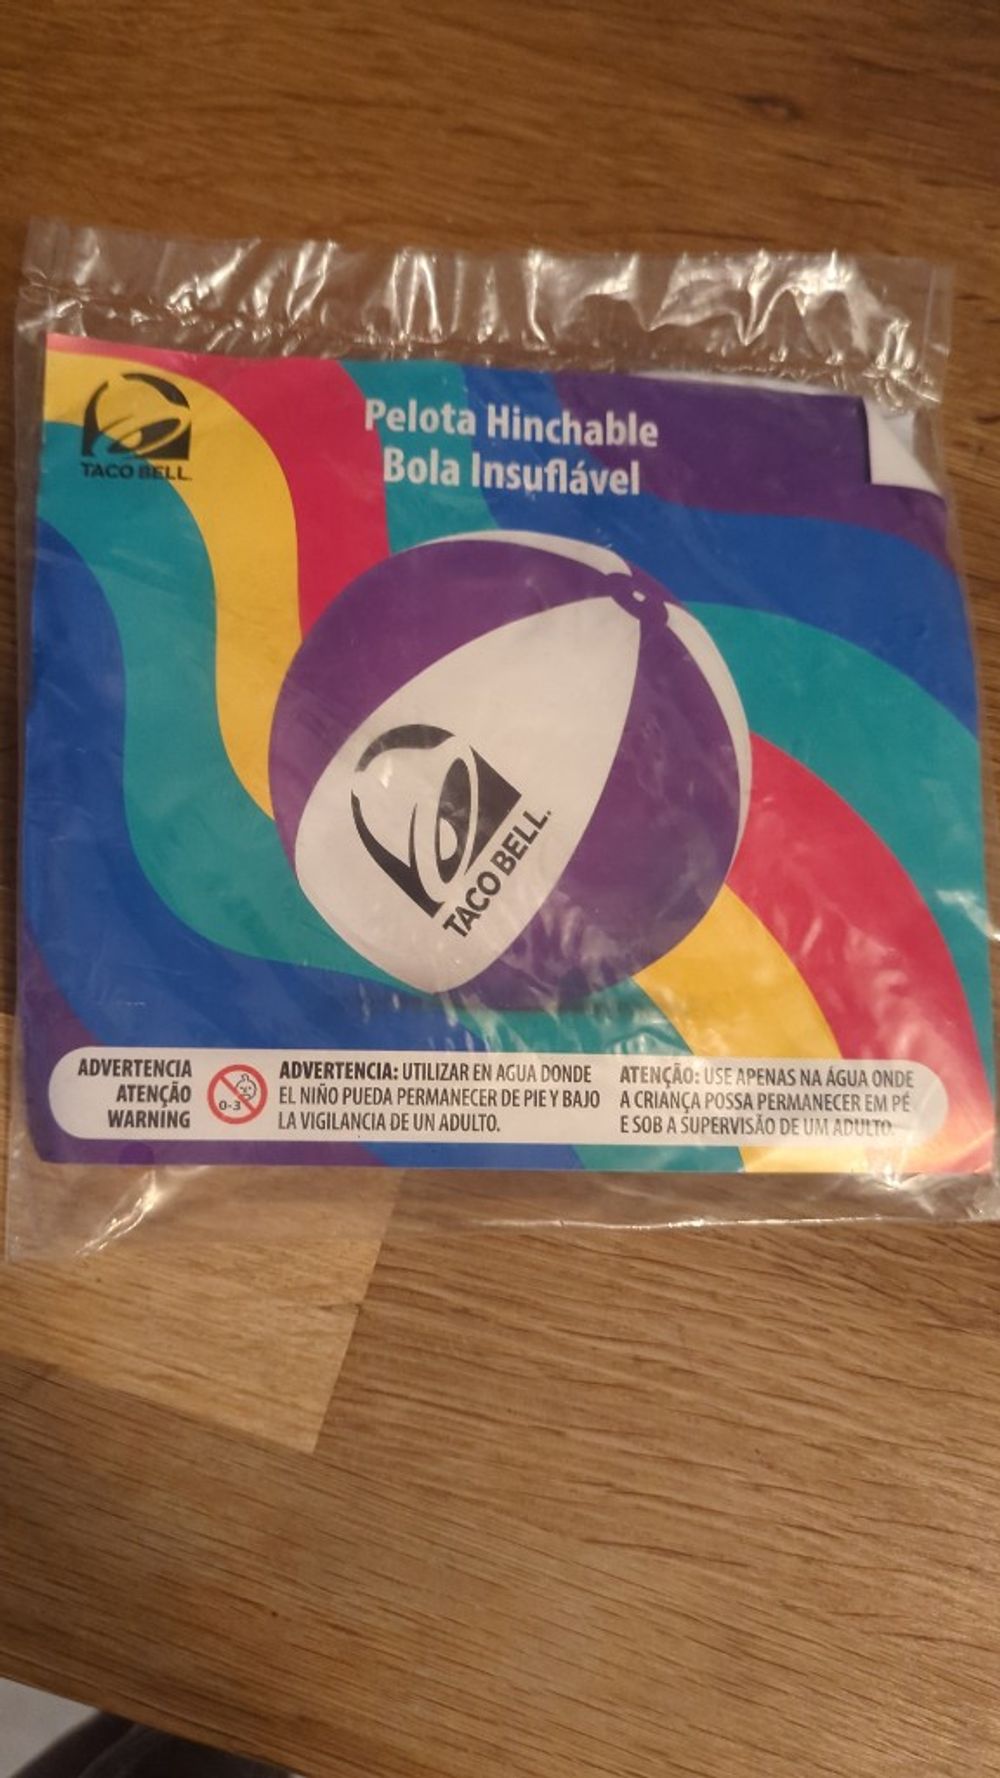 TACO BELL.
Pelota Hinchable
Bola Insuflável
TACO BELL.
ADVERTENCIA
ATENÇÃO
WARNING
0-3
ADVERTENCIA: UTILIZAR EN AGUA DONDE
EL NIÑO PUEDA PERMANECER DE PIE Y BAJO
LA VIGILANCIA DE UN ADULTO.
ATENÇÃO: USE APENAS NA ÁGUA ONDE
A CRIANÇA POSSA PERMANECER EM PÉ
E SOB A SUPERVISÃO DE UM ADULTO.